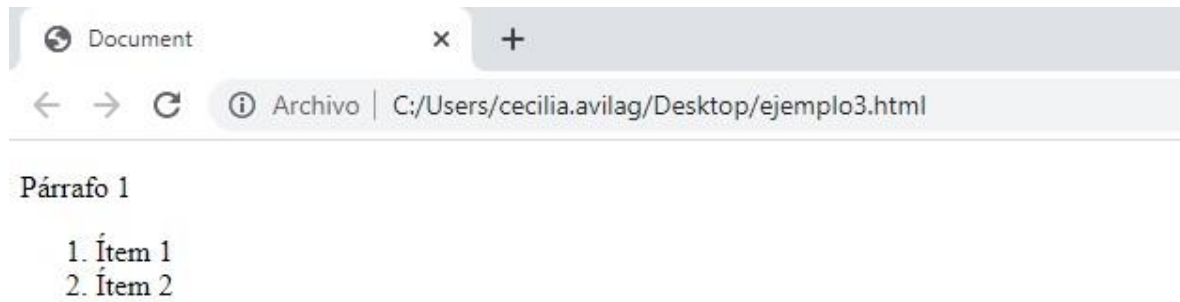 Document
Archivo | C:/Users/cecilia.avilag/Desktop/ejemplo3.html
Párrafo 1
1. Ítem 1
2. Ítem 2